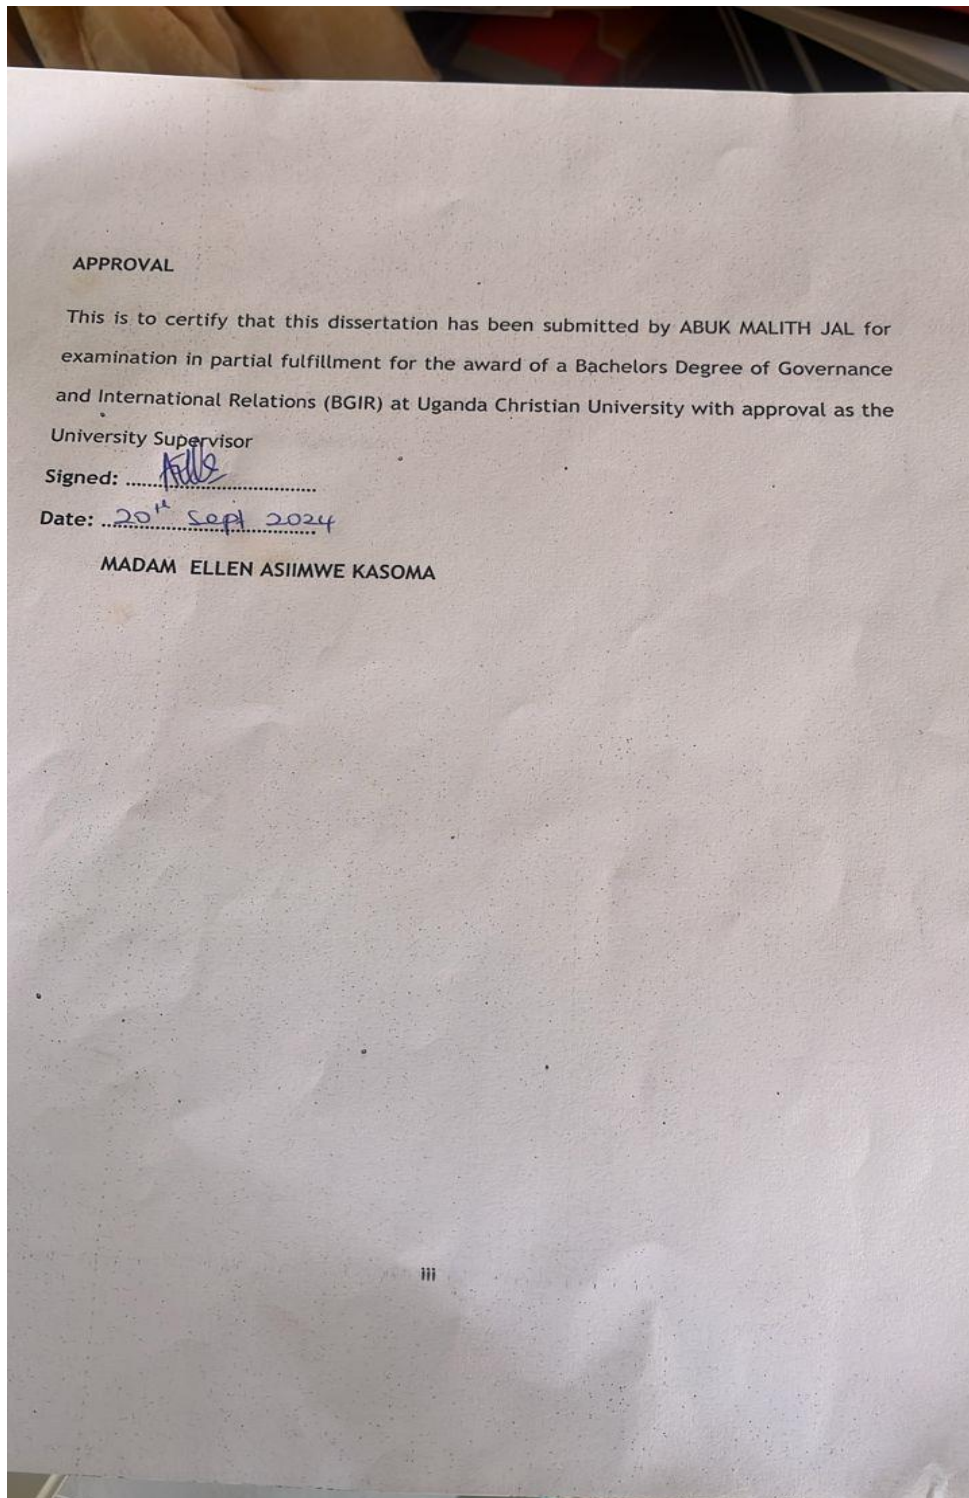 APPROVAL
This is to certify that this dissertation has been submitted by ABUK MALITH JAL for
examination in partial fulfillment for the award of a Bachelors Degree of Governance
and International Relations (BGIR) at Uganda Christian University with approval as the
University Supervisor
Signed: ................................................
Date: ..20th Sept 2024
MADAM ELLEN ASIIMWE KASOMA
iii